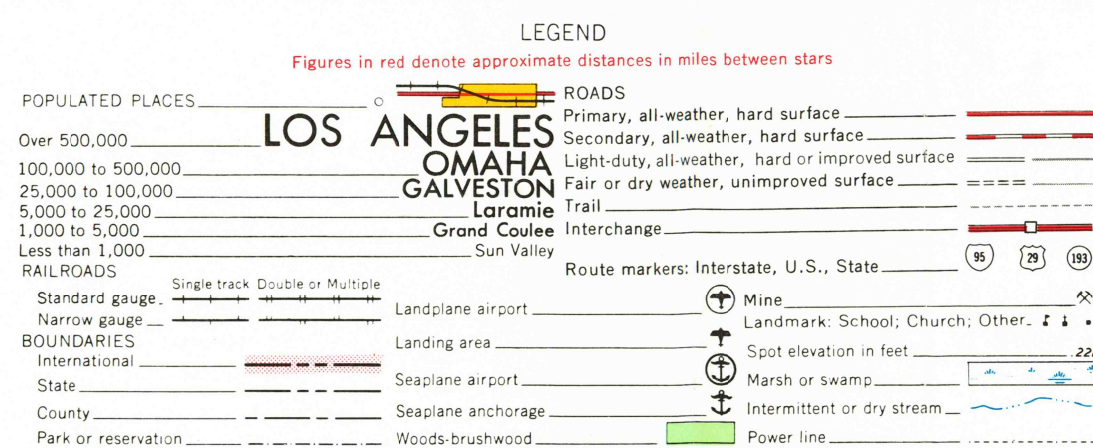 LEGEND
Figures in red denote approximate distances in miles between stars
POPULATED PLACES
Over 500,000 LOS ANGELES
100,000 to 500,000 OMAHA
25,000 to 100,000 GALVESTON
5,000 to 25,000 Laramie
1,000 to 5,000 Grand Coulee
Less than 1,000 Sun Valley
RAILROADS
Single track Double or Multiple
Standard gauge
Narrow gauge
BOUNDARIES
International
State
County
Park or reservation
Landplane airport
Landing area
Seaplane airport
Seaplane anchorage
Woods-brushwood
ROADS
Primary, all-weather, hard surface
Secondary, all-weather, hard surface
Light-duty, all-weather, hard or improved surface
Fair or dry weather, unimproved surface
Trail
Interchange
Route markers: Interstate, U.S., State 95 29 193
Mine
Landmark: School; Church; Other
Spot elevation in feet
Marsh or swamp
Intermittent or dry stream
Power line